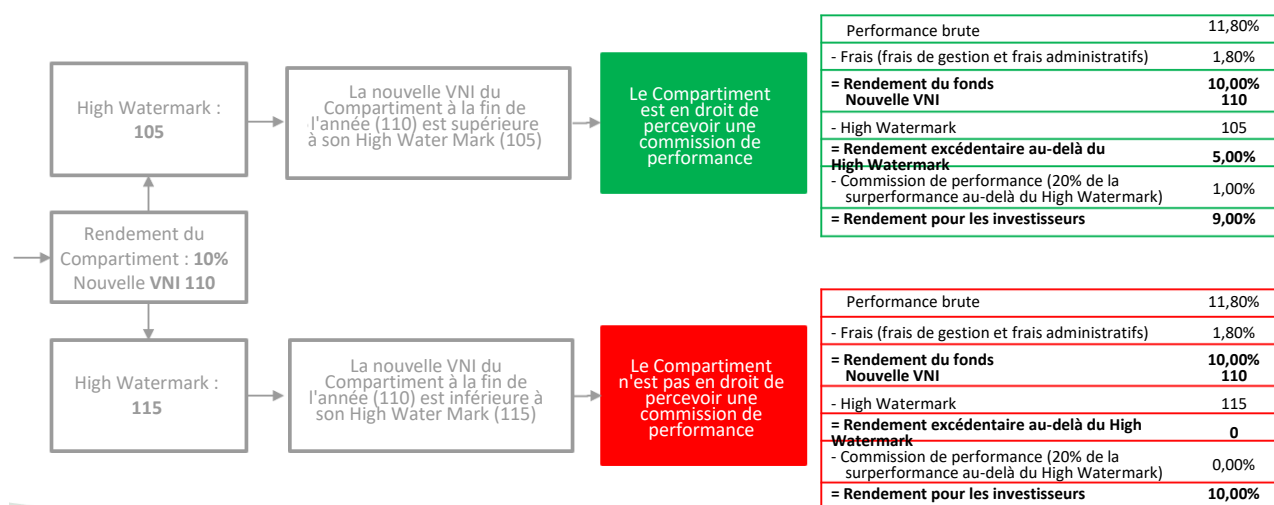 High Watermark :
105
La nouvelle VNI du
Compartiment à la fin de
l'année (110) est supérieure
à son High Water Mark (105)
Le Compartiment
est en droit de
percevoir une
commission de
performance
Performance brute 11,80%
- Frais (frais de gestion et frais administratifs) 1,80%
= Rendement du fonds 10,00%
Nouvelle VNI 110
- High Watermark 105
= Rendement excédentaire au-delà du
High Watermark 5,00%
- Commission de performance (20% de la
surperformance au-delà du High Watermark) 1,00%
= Rendement pour les investisseurs 9,00%
Rendement du
Compartiment : 10%
Nouvelle VNI 110
High Watermark :
115
La nouvelle VNI du
Compartiment à la fin de
l'année (110) est inférieure à
son High Water Mark (115)
Le Compartiment
n'est pas en droit de
percevoir une
commission de
performance
Performance brute 11,80%
- Frais (frais de gestion et frais administratifs) 1,80%
= Rendement du fonds 10,00%
Nouvelle VNI 110
- High Watermark 115
= Rendement excédentaire au-delà du High
Watermark 0
- Commission de performance (20% de la
surperformance au-delà du High Watermark) 0,00%
= Rendement pour les investisseurs 10,00%